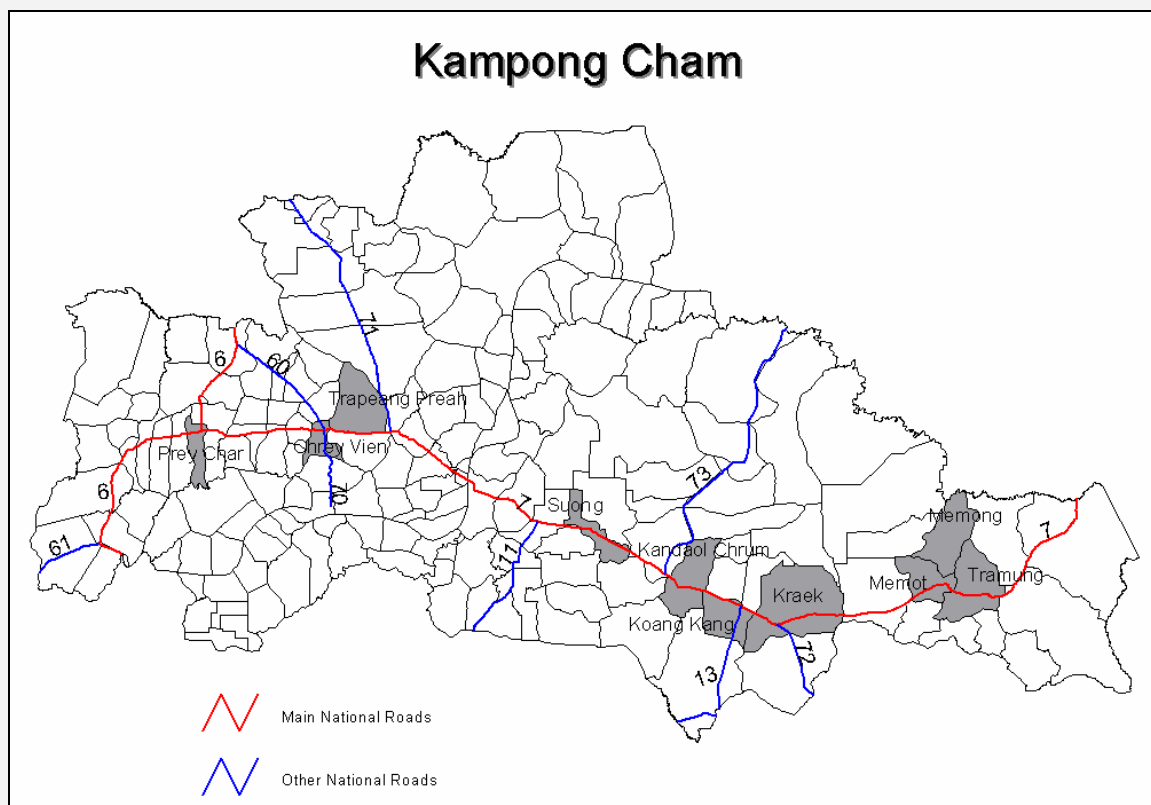 Kampong Cham
71
6
60
Trapeang Preah
Prey Char
Chrey Vien
6
70
7
Suong
73
61
11
Kandaol Chrum
Memong
7
Memot
Tramung
Kraek
Koang Kang
13
72
Main National Roads
Other National Roads